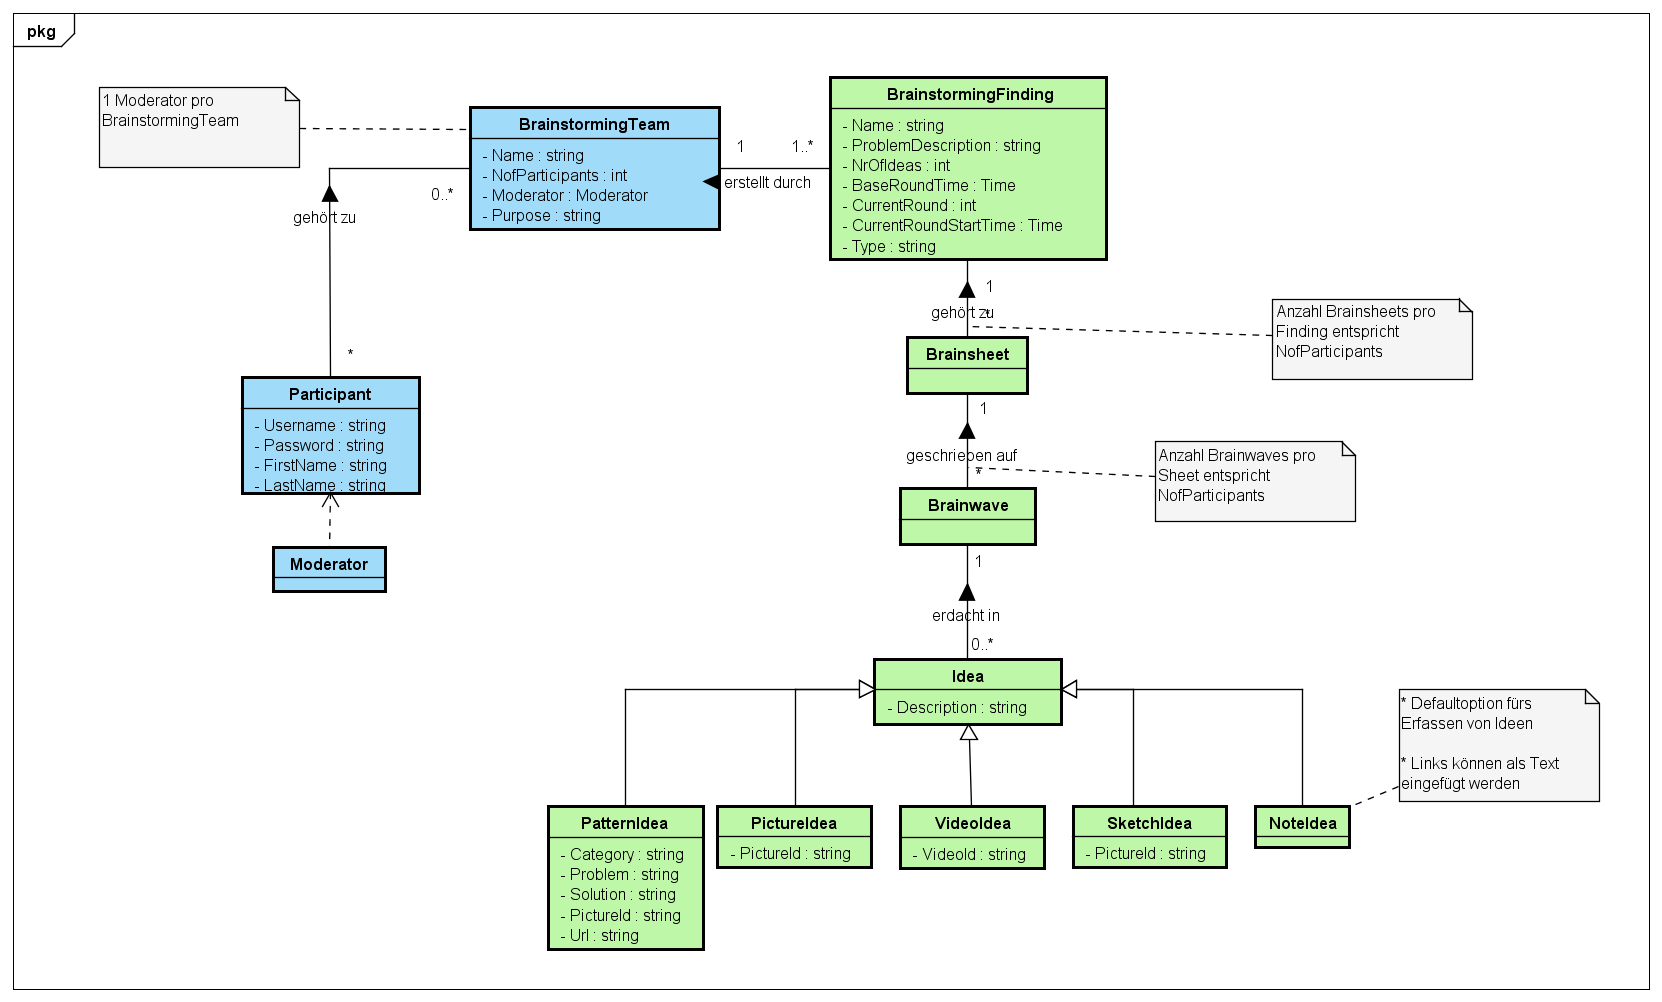 pkg
1 Moderator pro
BrainstormingTeam
BrainstormingTeam
- Name : string
- NofParticipants : int
- Moderator : Moderator
- Purpose : string
1
1..*
erstellt durch
0..*
gehört zu
*
BrainstormingFinding
- Name : string
- ProblemDescription : string
- NrOfIdeas : int
- BaseRoundTime : Time
- CurrentRound : int
- CurrentRoundStartTime : Time
- Type : string
1
gehört zu
*
Anzahl Brainsheets pro
Finding entspricht
NofParticipants
Brainsheet
Participant
- Username : string
- Password : string
- FirstName : string
- LastName : string
1
geschrieben auf
*
Anzahl Brainwaves pro
Sheet entspricht
NofParticipants
Brainwave
Moderator
1
erdacht in
0..*
Idea
- Description : string
* Defaultoption fürs
Erfassen von Ideen
* Links können als Text
eingefügt werden
PatternIdea
- Category : string
- Problem : string
- Solution : string
- PictureId : string
- Url : string
PictureIdea
- PictureId : string
VideoIdea
- VideoId : string
SketchIdea
- PictureId : string
NoteIdea